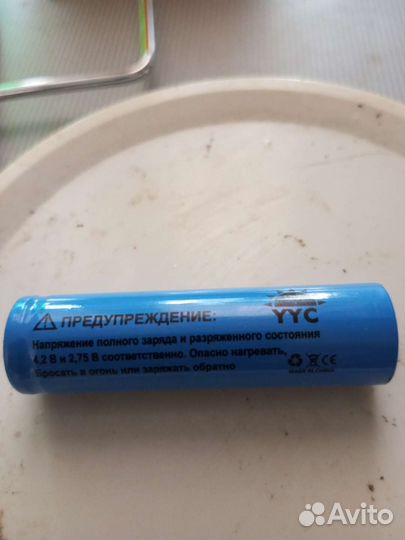 ⚠ ПРЕДУПРЕЖДЕНИЕ:
Напряжение полного заряда и разряженного состояния
4,2 В и 2,75 В соответственно. Опасно нагревать,
бросать в огонь или заряжать обратно
YYC
CE
MADE IN CHINA
Avito